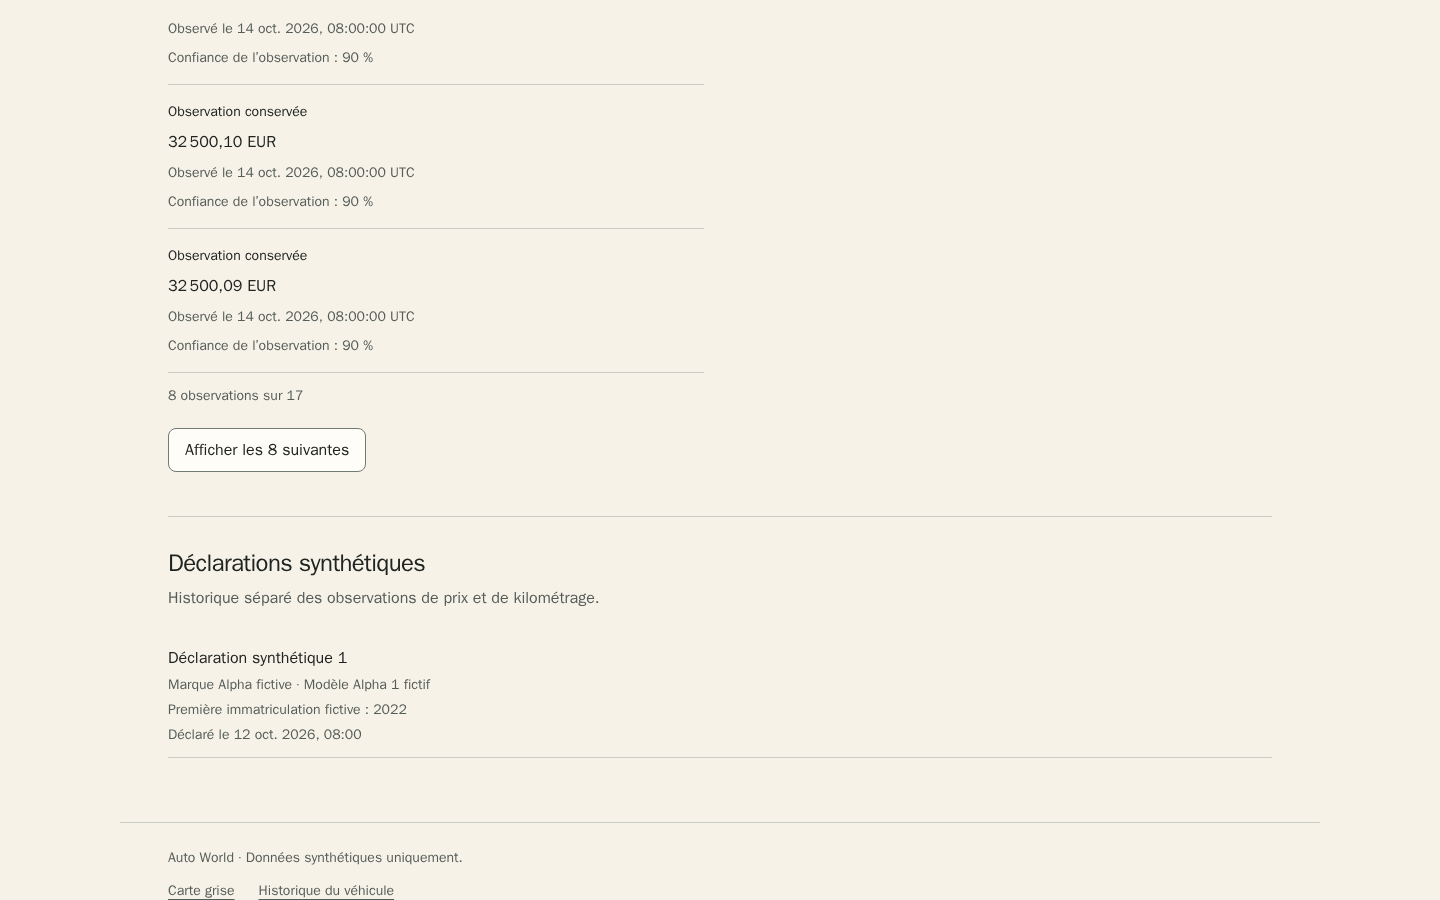 Observé le 14 oct. 2026, 08:00:00 UTC
Confiance de l’observation : 90 %
Observation conservée
32 500,10 EUR
Observé le 14 oct. 2026, 08:00:00 UTC
Confiance de l’observation : 90 %
Observation conservée
32 500,09 EUR
Observé le 14 oct. 2026, 08:00:00 UTC
Confiance de l’observation : 90 %
8 observations sur 17
Afficher les 8 suivantes
Déclarations synthétiques
Historique séparé des observations de prix et de kilométrage.
Déclaration synthétique 1
Marque Alpha fictive · Modèle Alpha 1 fictif
Première immatriculation fictive : 2022
Déclaré le 12 oct. 2026, 08:00
Auto World · Données synthétiques uniquement.
Carte grise Historique du véhicule